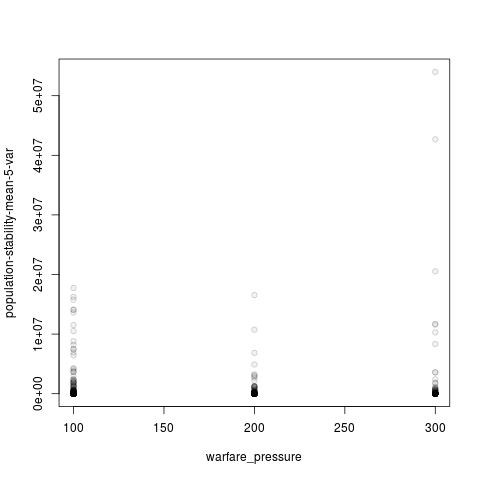 population-stability-mean-5-var
5e+07
4e+07
3e+07
2e+07
1e+07
0e+00
100
150
200
250
300
warfare_pressure